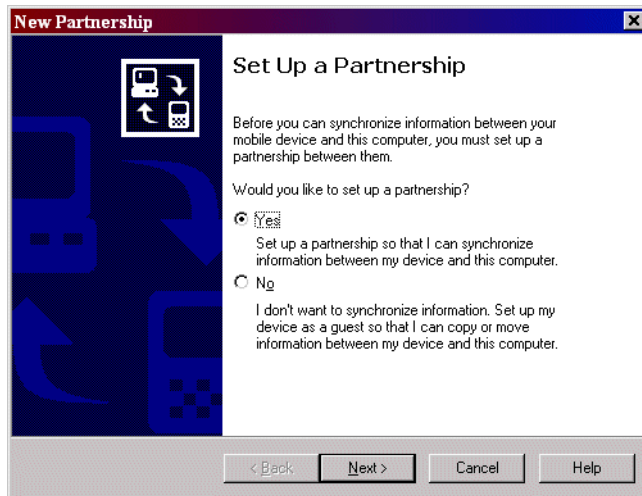 New Partnership
Set Up a Partnership
Before you can synchronize information between your
mobile device and this computer, you must set up a
partnership between them.
Would you like to set up a partnership?
Yes
Set up a partnership so that I can synchronize
information between my device and this computer.
No
I don't want to synchronize information. Set up my
device as a guest so that I can copy or move
information between my device and this computer.
< Back
Next >
Cancel
Help